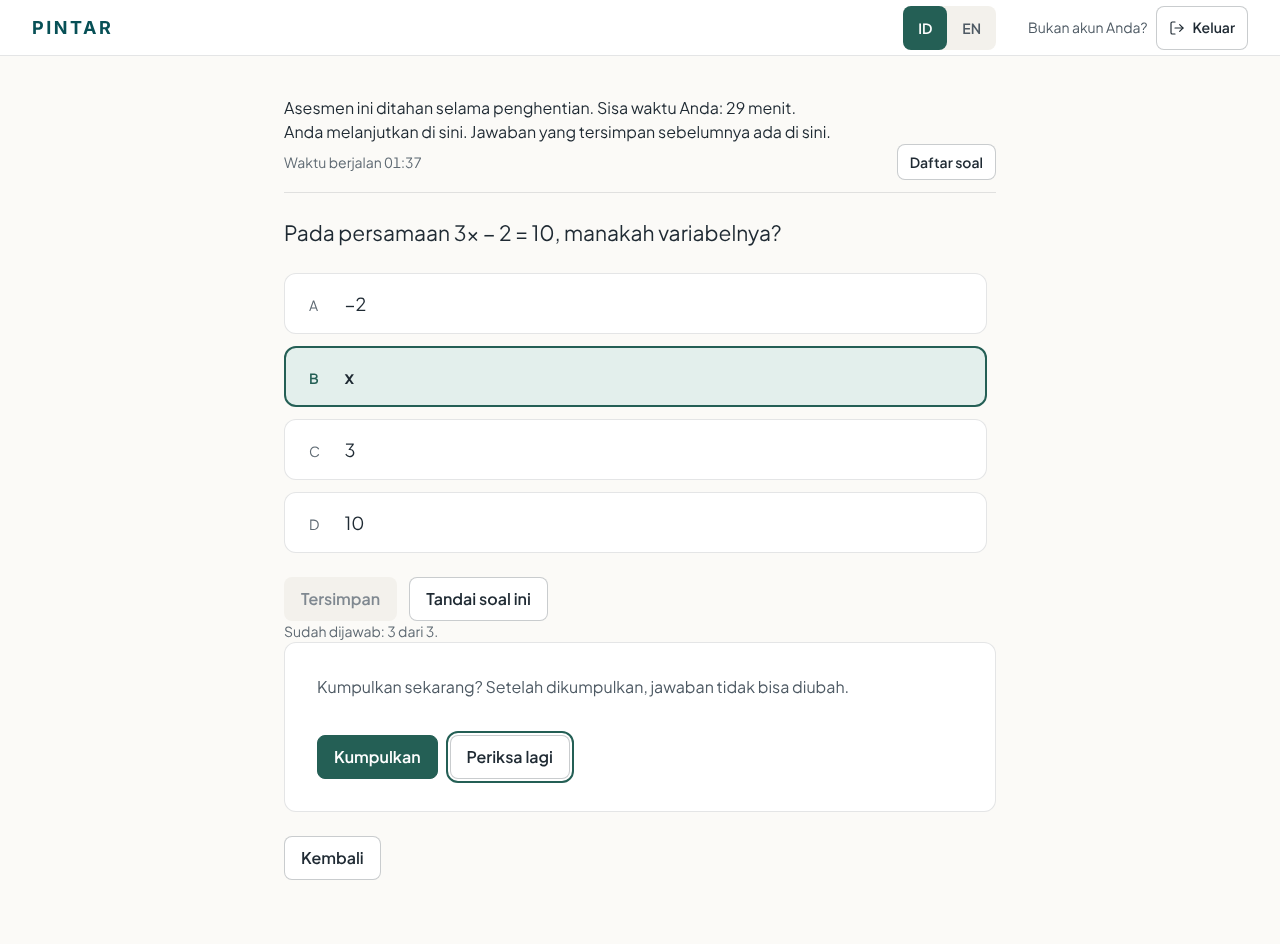 PINTAR
ID
EN
Bukan akun Anda?
Keluar
Asesmen ini ditahan selama penghentian. Sisa waktu Anda: 29 menit.
Anda melanjutkan di sini. Jawaban yang tersimpan sebelumnya ada di sini.
Waktu berjalan 01:37
Daftar soal
Pada persamaan 3x − 2 = 10, manakah variabelnya?
A −2
B x
C 3
D 10
Tersimpan
Tandai soal ini
Sudah dijawab: 3 dari 3.
Kumpulkan sekarang? Setelah dikumpulkan, jawaban tidak bisa diubah.
Kumpulkan
Periksa lagi
Kembali